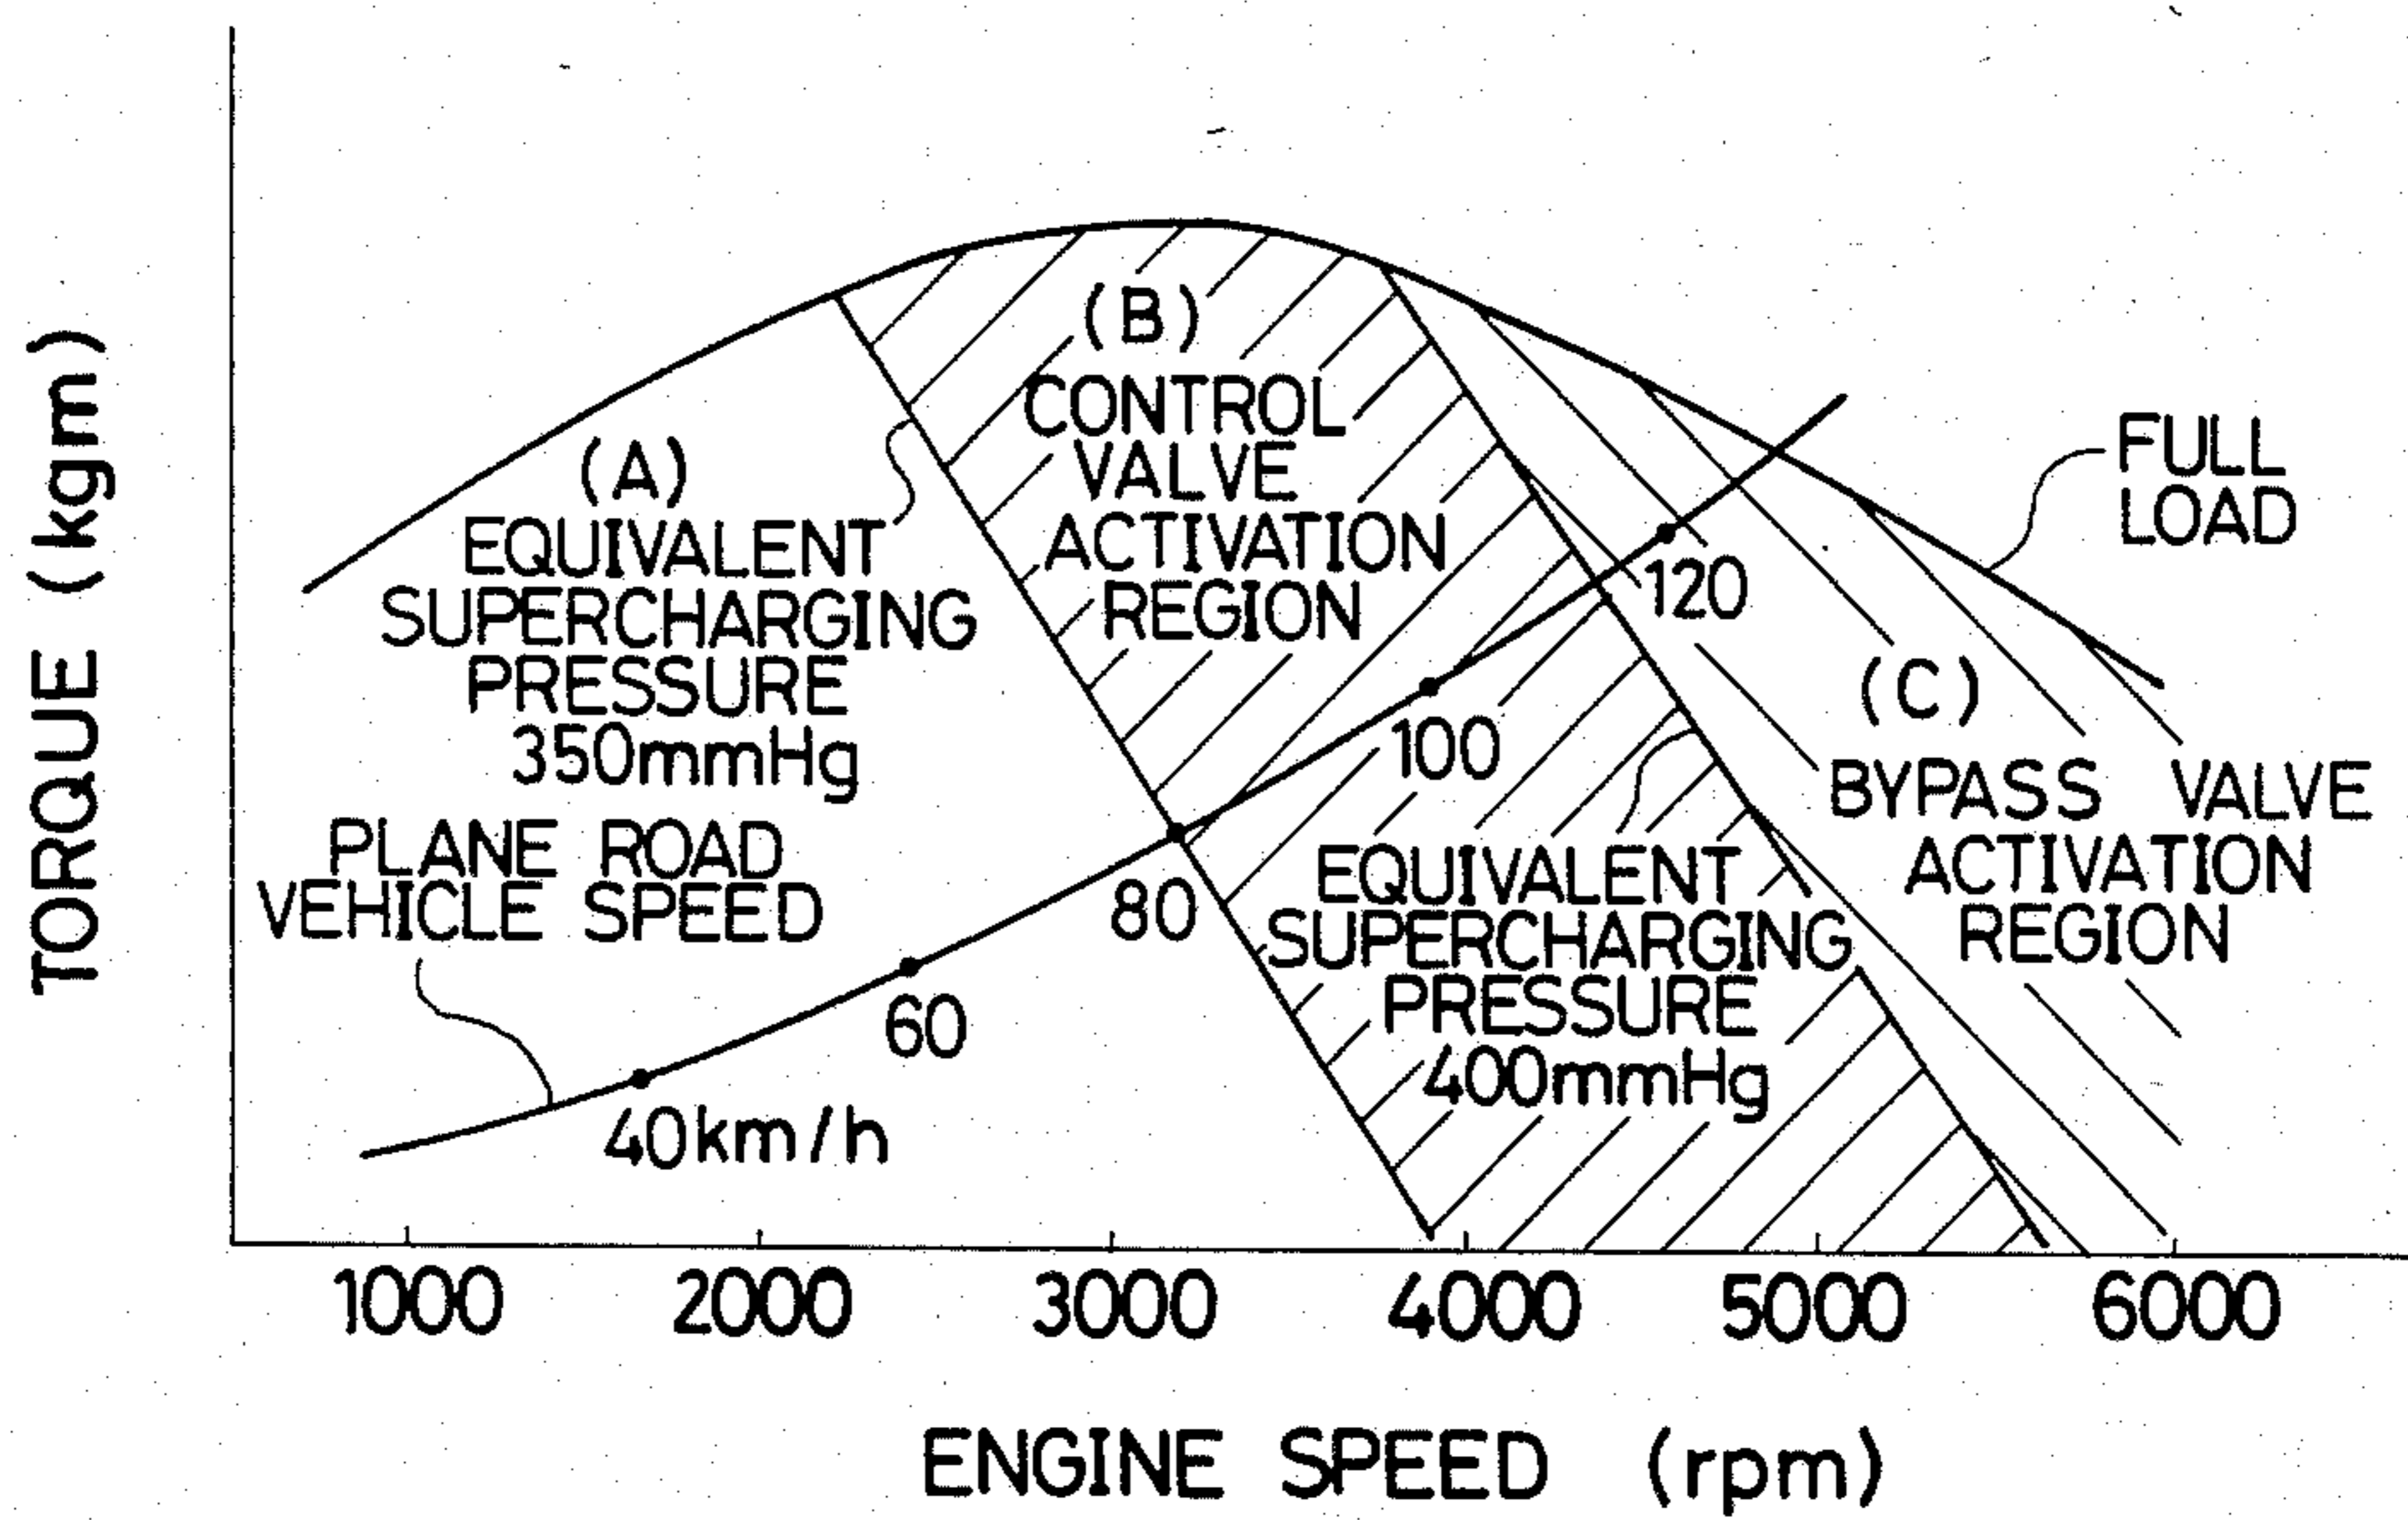 TORQUE (kgm)
(A)
EQUIVALENT
SUPERCHARGING
PRESSURE
350mmHg
(B)
CONTROL
VALVE
ACTIVATION
REGION
FULL
LOAD
120
100
80
60
40km/h
PLANE ROAD
VEHICLE SPEED
(C)
BYPASS VALVE
ACTIVATION
REGION
EQUIVALENT
SUPERCHARGING
PRESSURE
400mmHg
1000 2000 3000 4000 5000 6000
ENGINE SPEED (rpm)